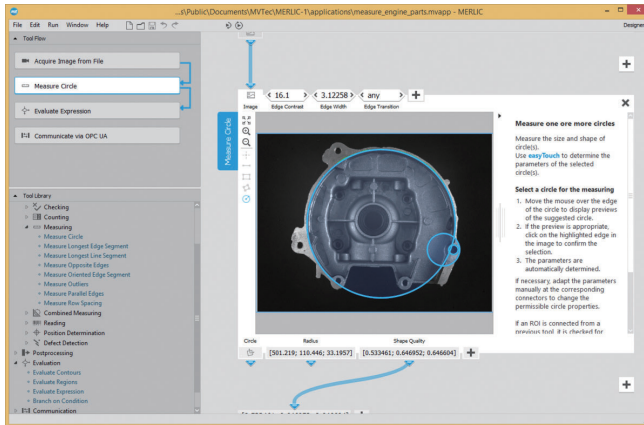 ...s\Public\Documents\MVTec\MERLIC-1\applications\measure_engine_parts.mvapp - MERLIC
File Edit Run Window Help
Designer
Tool Flow
Acquire Image from File
Measure Circle
Evaluate Expression
Communicate via OPC UA
Tool Library
Checking
Counting
Measuring
Measure Circle
Measure Longest Edge Segment
Measure Longest Line Segment
Measure Opposite Edges
Measure Oriented Edge Segment
Measure Outliers
Measure Parallel Edges
Measure Row Spacing
Combined Measuring
Reading
Position Determination
Defect Detection
Postprocessing
Evaluation
Evaluate Contours
Evaluate Regions
Evaluate Expression
Branch on Condition
Communication
16.1 3.12258 any
Image Edge Contrast Edge Width Edge Transition
Measure Circle
Measure one ore more circles
Measure the size and shape of
circle(s).
Use easyTouch to determine the
parameters of the selected
circle(s).
Select a circle for the measuring
1. Move the mouse over the edge
of the circle to display previews
of the suggested circle.
2. If the preview is appropriate,
click on the highlighted edge in
the image to confirm the
selection.
3. The parameters are
automatically determined.
If necessary, adapt the parameters
manually at the corresponding
connectors to change the
permissible circle properties.
If an ROI is connected from a
previous tool, it is checked for
Circle Radius Shape Quality
[501.219; 110.446; 33.1957] [0.533461; 0.646952; 0.646604]